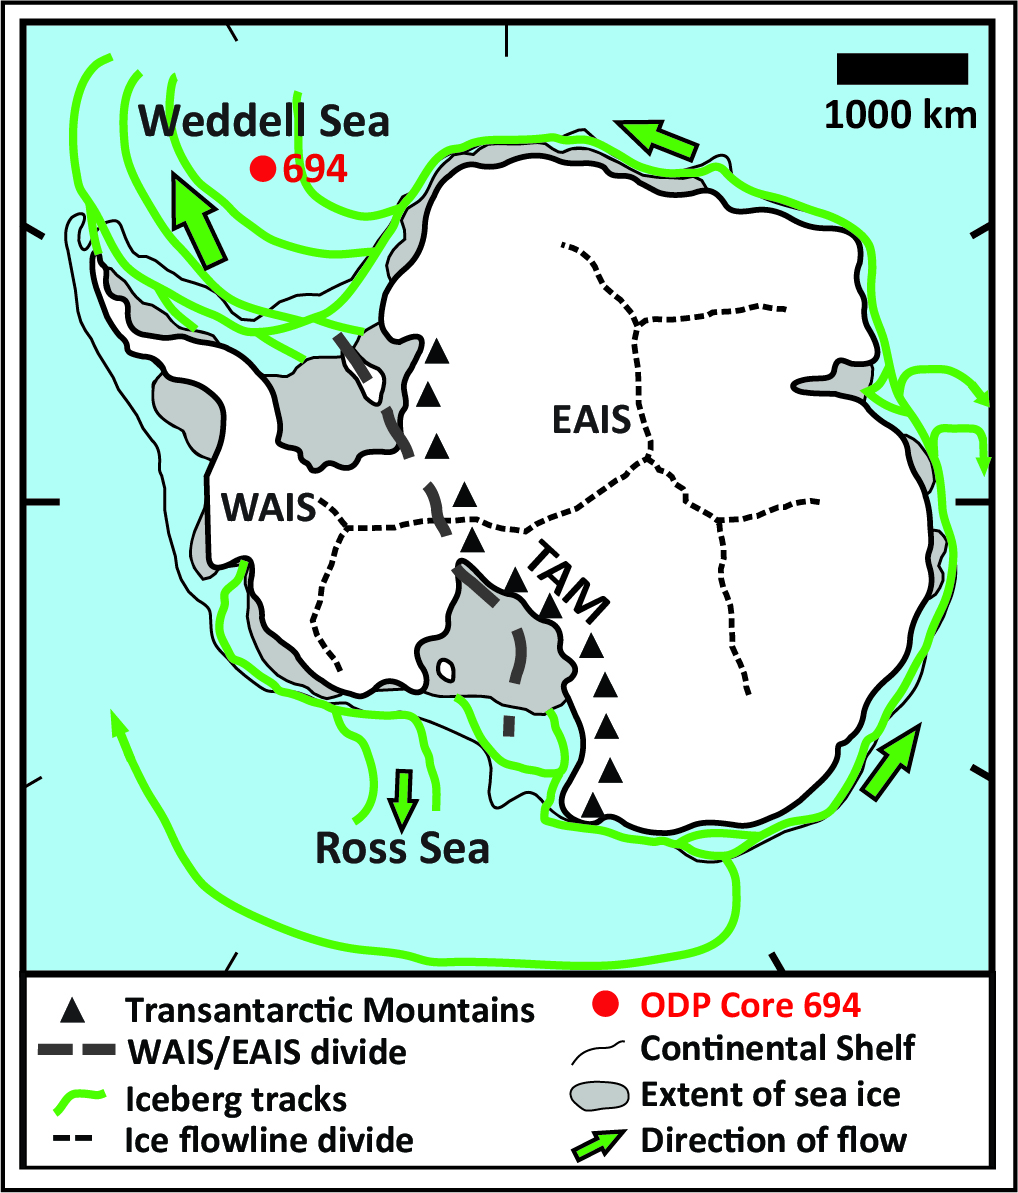 1000 km
Weddell Sea
694
EAIS
WAIS
TAM
Ross Sea
Transantarctic Mountains
WAIS/EAIS divide
Iceberg tracks
Ice flowline divide
ODP Core 694
Continental Shelf
Extent of sea ice
Direction of flow